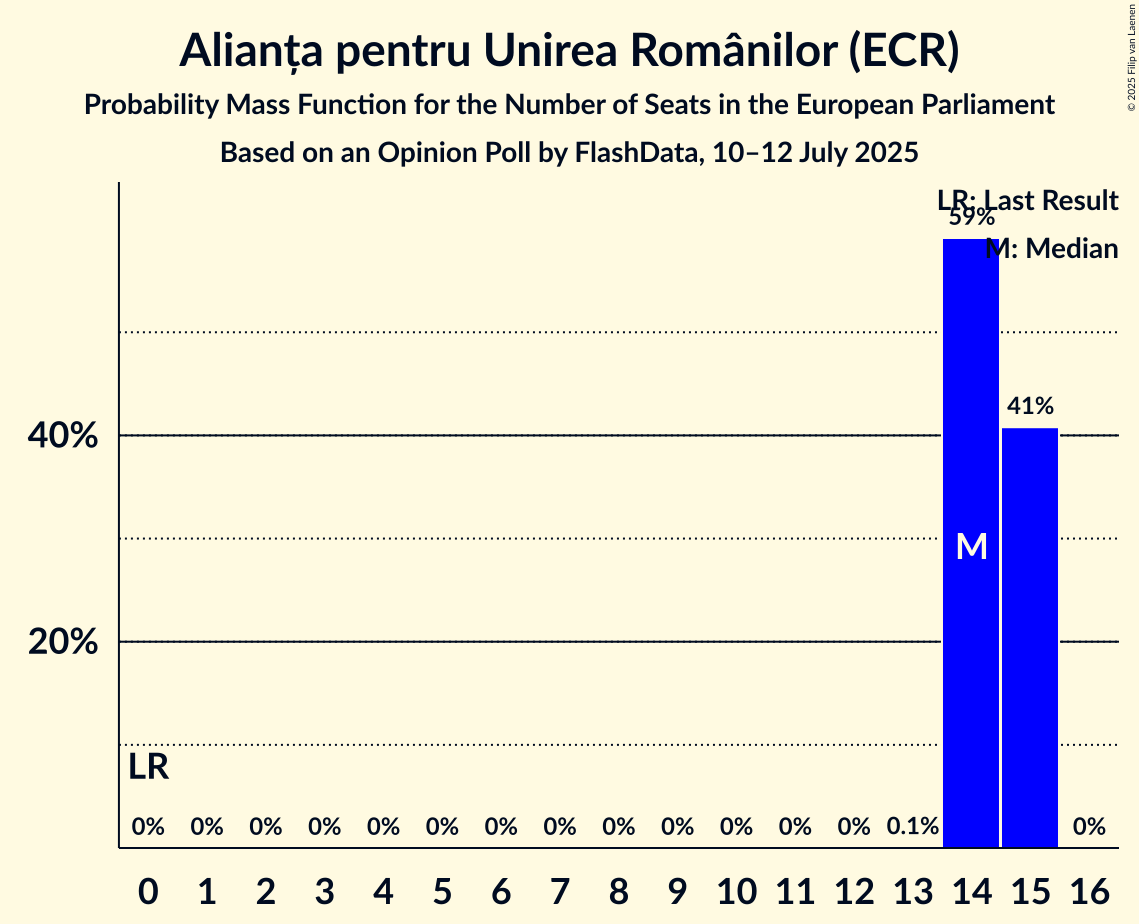 Alianța pentru Unirea Românilor (ECR)
Probability Mass Function for the Number of Seats in the European Parliament
Based on an Opinion Poll by FlashData, 10–12 July 2025
© 2025 Filip van Laenen
LR: Last Result
59%
M: Median
41%
40%
M
20%
LR
0% 0% 0% 0% 0% 0% 0% 0% 0% 0% 0% 0% 0% 0.1% 0%
0 1 2 3 4 5 6 7 8 9 10 11 12 13 14 15 16